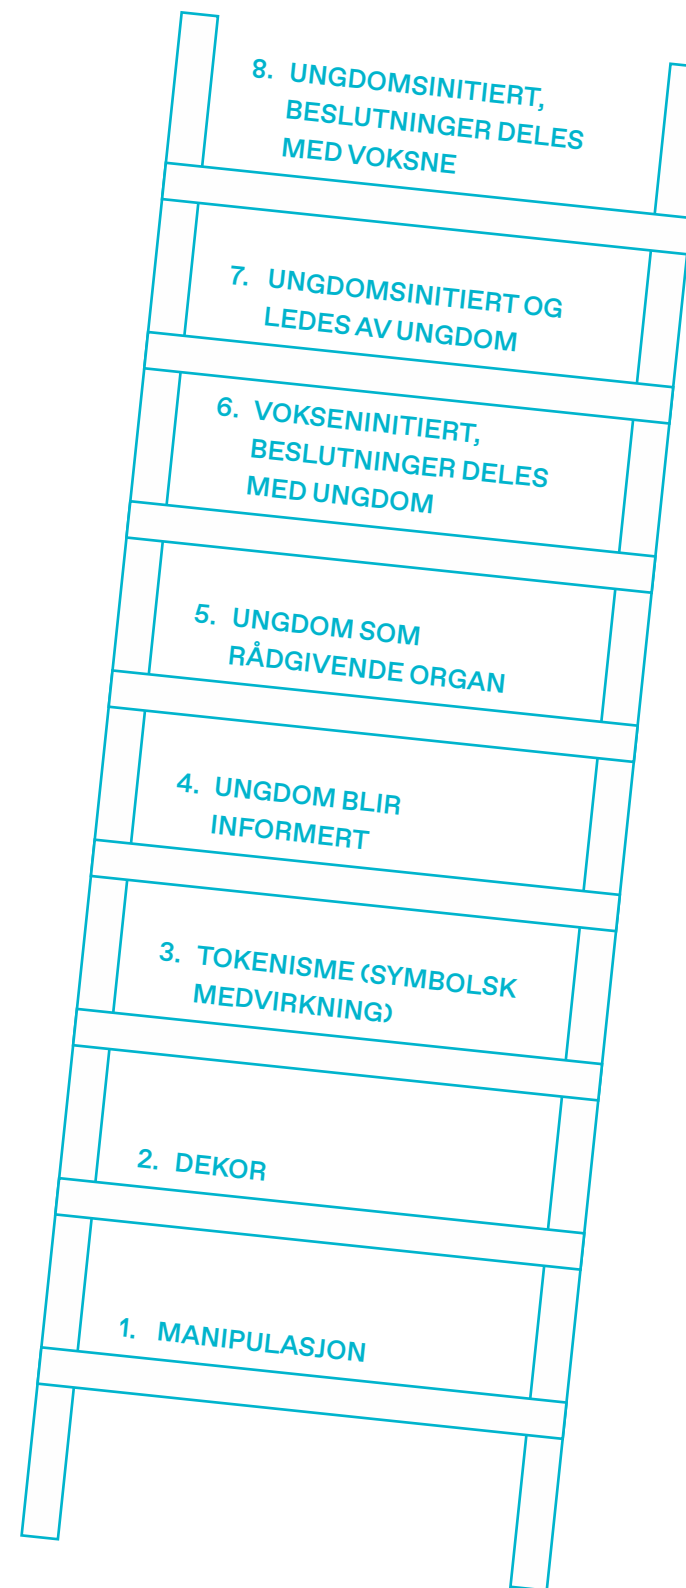 8. UNGDOMSINITIERT,
BESLUTNINGER DELES
MED VOKSNE
7. UNGDOMSINITIERT OG
LEDES AV UNGDOM
6. VOKSENINITIERT,
BESLUTNINGER DELES
MED UNGDOM
5. UNGDOM SOM
RÅDGIVENDE ORGAN
4. UNGDOM BLIR
INFORMERT
3. TOKENISME (SYMBOLSK
MEDVIRKNING)
2. DEKOR
1. MANIPULASJON